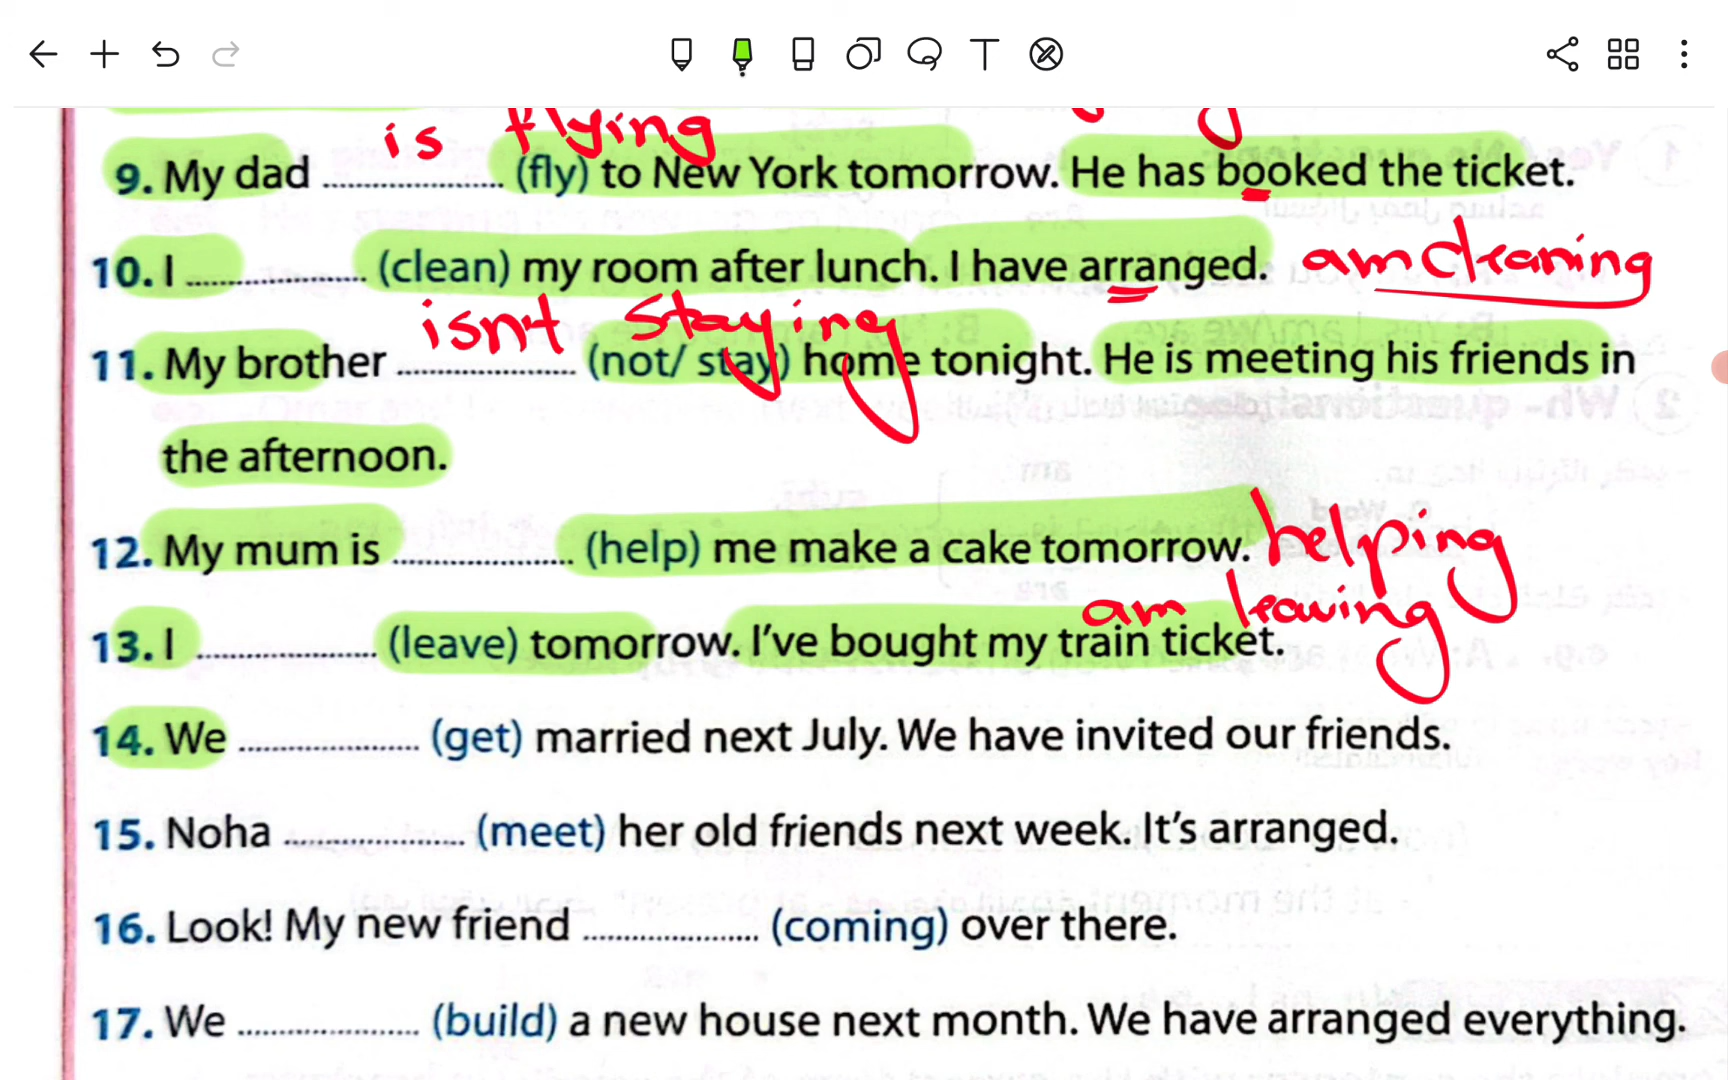 is flying
9. My dad .................... (fly) to New York tomorrow. He has booked the ticket.
10. I .................... (clean) my room after lunch. I have arranged. am cleaning
isn't staying
11. My brother .................... (not/ stay) home tonight. He is meeting his friends in
the afternoon.
12. My mum is .................... (help) me make a cake tomorrow. helping
am leaving
13. I .................... (leave) tomorrow. I've bought my train ticket.
14. We .................... (get) married next July. We have invited our friends.
15. Noha .................... (meet) her old friends next week. It's arranged.
16. Look! My new friend .................... (coming) over there.
17. We .................... (build) a new house next month. We have arranged everything.